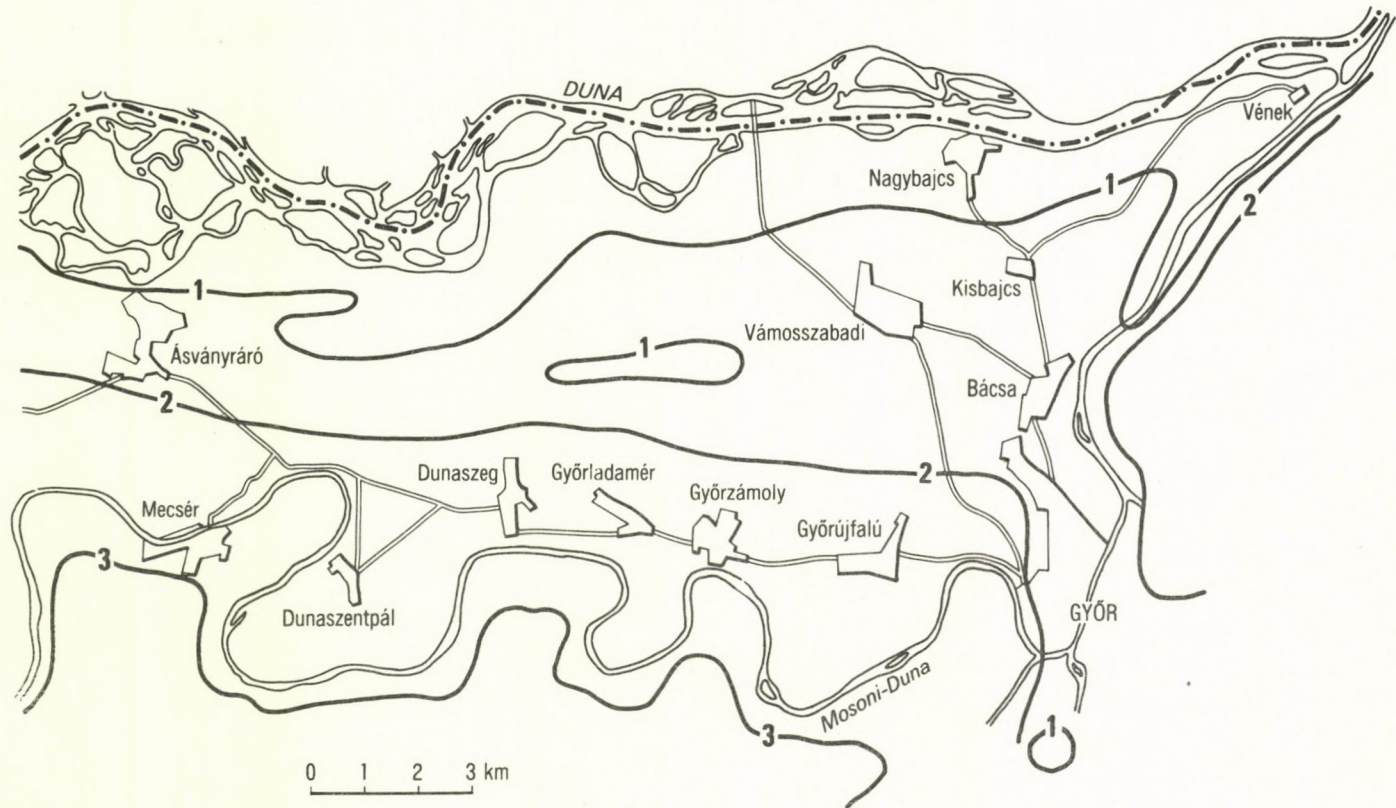 DUNA
Vének
Nagybajcs
1
2
Kisbajcs
1
Vámosszabadi
1
Ásványráró
Bácsa
2
Dunaszeg
Győrladamér
2
Győrzámoly
Mecsér
Győrújfalú
3
Dunaszentpál
GYŐR
Mosoni-Duna
3
1
0 1 2 3 km